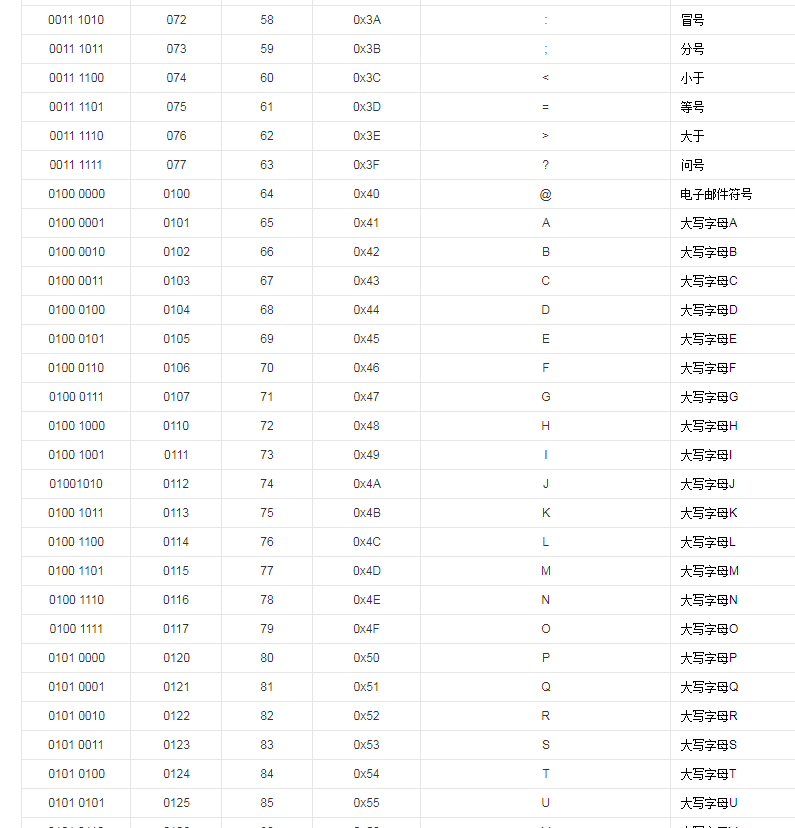 0011 1010 072 58 0x3A : 冒号
0011 1011 073 59 0x3B ; 分号
0011 1100 074 60 0x3C < 小于
0011 1101 075 61 0x3D = 等号
0011 1110 076 62 0x3E > 大于
0011 1111 077 63 0x3F ? 问号
0100 0000 0100 64 0x40 @ 电子邮件符号
0100 0001 0101 65 0x41 A 大写字母A
0100 0010 0102 66 0x42 B 大写字母B
0100 0011 0103 67 0x43 C 大写字母C
0100 0100 0104 68 0x44 D 大写字母D
0100 0101 0105 69 0x45 E 大写字母E
0100 0110 0106 70 0x46 F 大写字母F
0100 0111 0107 71 0x47 G 大写字母G
0100 1000 0110 72 0x48 H 大写字母H
0100 1001 0111 73 0x49 I 大写字母I
01001010 0112 74 0x4A J 大写字母J
0100 1011 0113 75 0x4B K 大写字母K
0100 1100 0114 76 0x4C L 大写字母L
0100 1101 0115 77 0x4D M 大写字母M
0100 1110 0116 78 0x4E N 大写字母N
0100 1111 0117 79 0x4F O 大写字母O
0101 0000 0120 80 0x50 P 大写字母P
0101 0001 0121 81 0x51 Q 大写字母Q
0101 0010 0122 82 0x52 R 大写字母R
0101 0011 0123 83 0x53 S 大写字母S
0101 0100 0124 84 0x54 T 大写字母T
0101 0101 0125 85 0x55 U 大写字母U